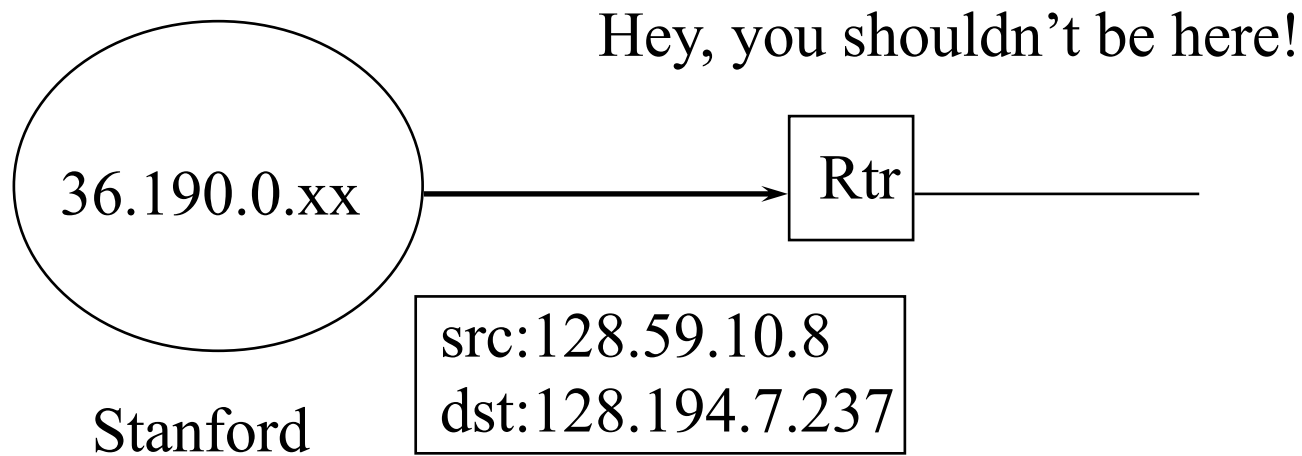 Hey, you shouldn’t be here!
36.190.0.xx
Rtr
src:128.59.10.8
dst:128.194.7.237
Stanford